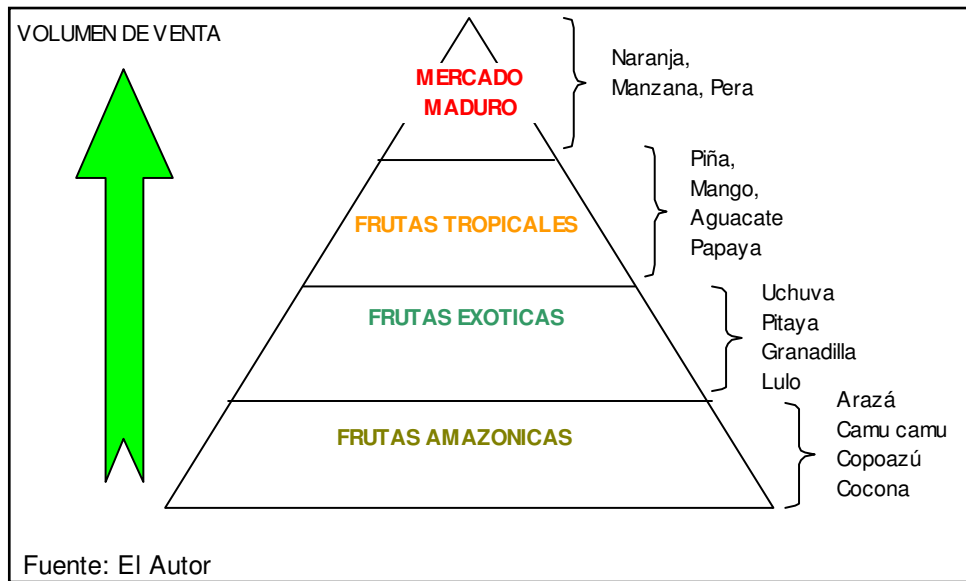 VOLUMEN DE VENTA
MERCADO
MADURO
Naranja,
Manzana, Pera
FRUTAS TROPICALES
Piña,
Mango,
Aguacate
Papaya
FRUTAS EXOTICAS
Uchuva
Pitaya
Granadilla
Lulo
FRUTAS AMAZONICAS
Arazá
Camu camu
Copoazú
Cocona
Fuente: El Autor